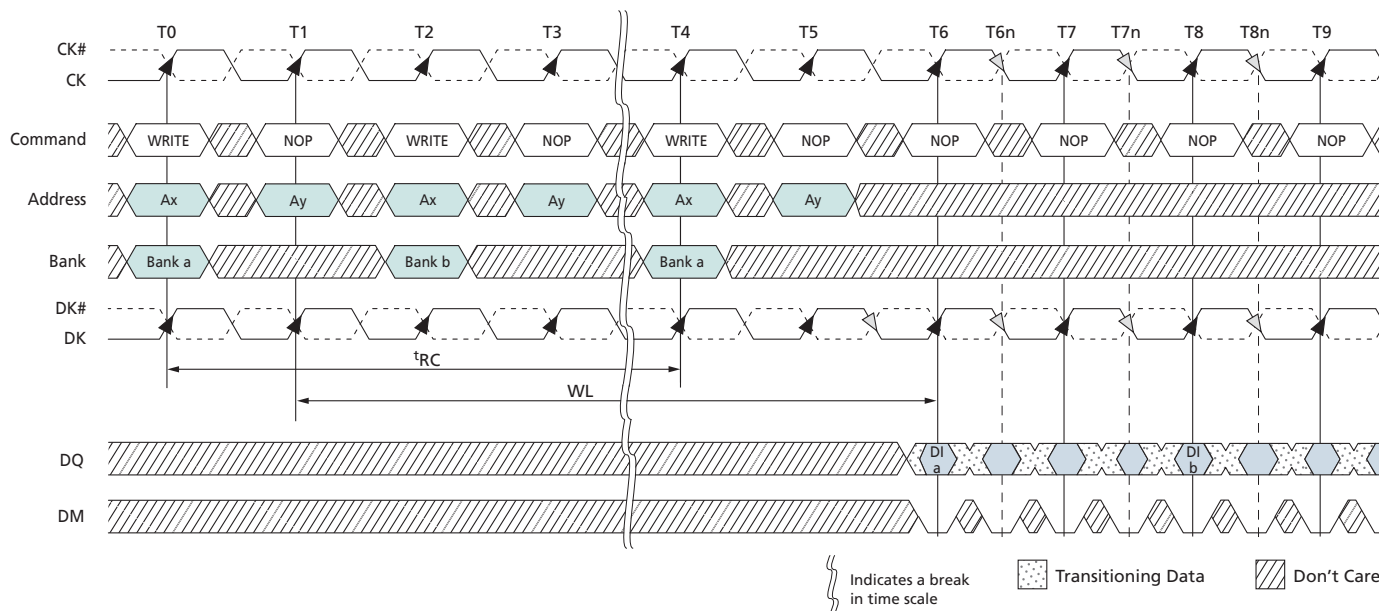 T0 T1 T2 T3 T4 T5 T6 T6n T7 T7n T8 T8n T9
CK#
CK
Command WRITE NOP WRITE NOP WRITE NOP NOP NOP NOP NOP
Address Ax Ay Ax Ay Ax Ay
Bank Bank a Bank b Bank a
DK#
DK
tRC
WL
DQ DI a DI b
DM
Indicates a break
in time scale
Transitioning Data
Don't Care